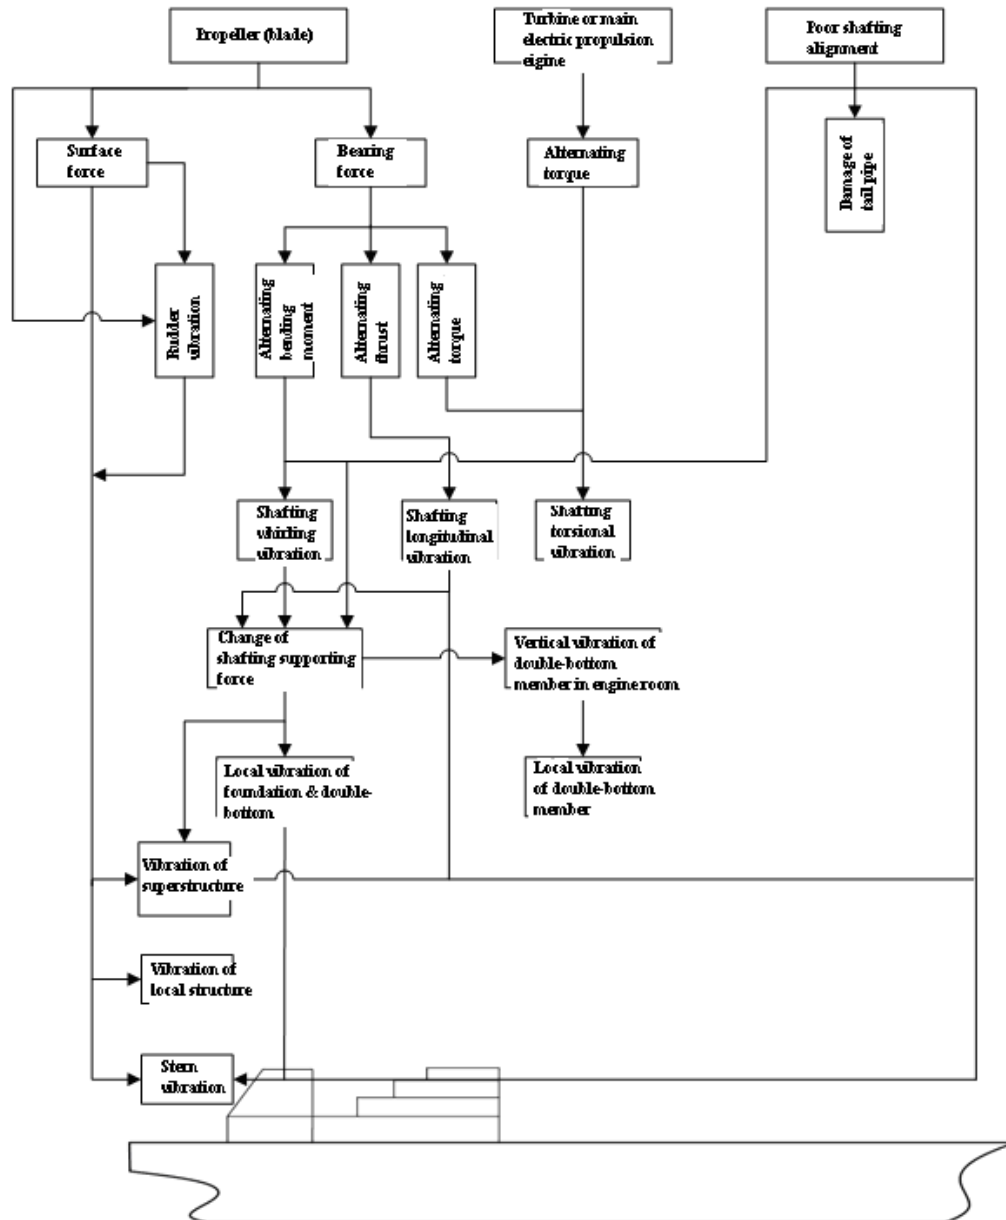 Propeller (blade)
Turbine or main
electric propulsion
eigine
Poor shafting
alignment
Surface
force
Bearing
force
Alternating
torque
Damage of
tail pipe
Rudder
vibration
Alternating
bending
moment
Alternating
thrust
Alternating
torque
Shafting
whirling
vibration
Shafting
longitudinal
vibration
Shafting
torsional
vibration
Change of
shafting supporting
force
Vertical vibration of
double-bottom
member in engine room
Local vibration of
foundation & double-
bottom
Local vibration
of double-bottom
member
Vibration of
superstructure
Vibration of
local structure
Stern
vibration